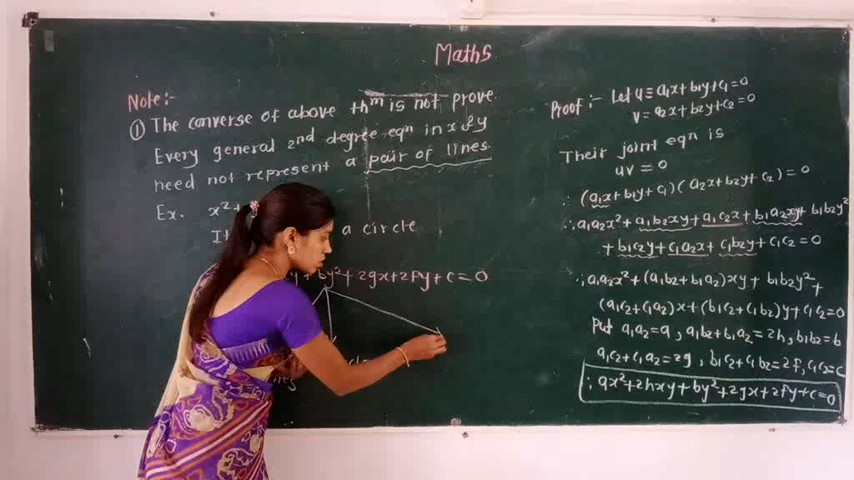 Maths
Note:-
① The converse of above thm is not prove
Every general 2nd degree eqn in x & y
need not represent a pair of lines.
Ex. x²+
It a circle
by²+2gx+2fy+c=0
Proof:- Let u≡a₁x+b₁y+c₁=0
v=a₂x+b₂y+c₂=0
Their joint eqn is
uv=0
∴ (a₁x+b₁y+c₁)(a₂x+b₂y+c₂)=0
∴ a₁a₂x²+a₁b₂xy+a₁c₂x+b₁a₂xy+b₁b₂y²
+b₁c₂y+c₁a₂x+c₁b₂y+c₁c₂=0
∴ a₁a₂x²+(a₁b₂+b₁a₂)xy+b₁b₂y²+
(a₁c₂+c₁a₂)x+(b₁c₂+c₁b₂)y+c₁c₂=0
Put a₁a₂=a, a₁b₂+b₁a₂=2h, b₁b₂=b
a₁c₂+c₁a₂=2g, b₁c₂+c₁b₂=2f, c₁c₂=c
∴ ax²+2hxy+by²+2gx+2fy+c=0